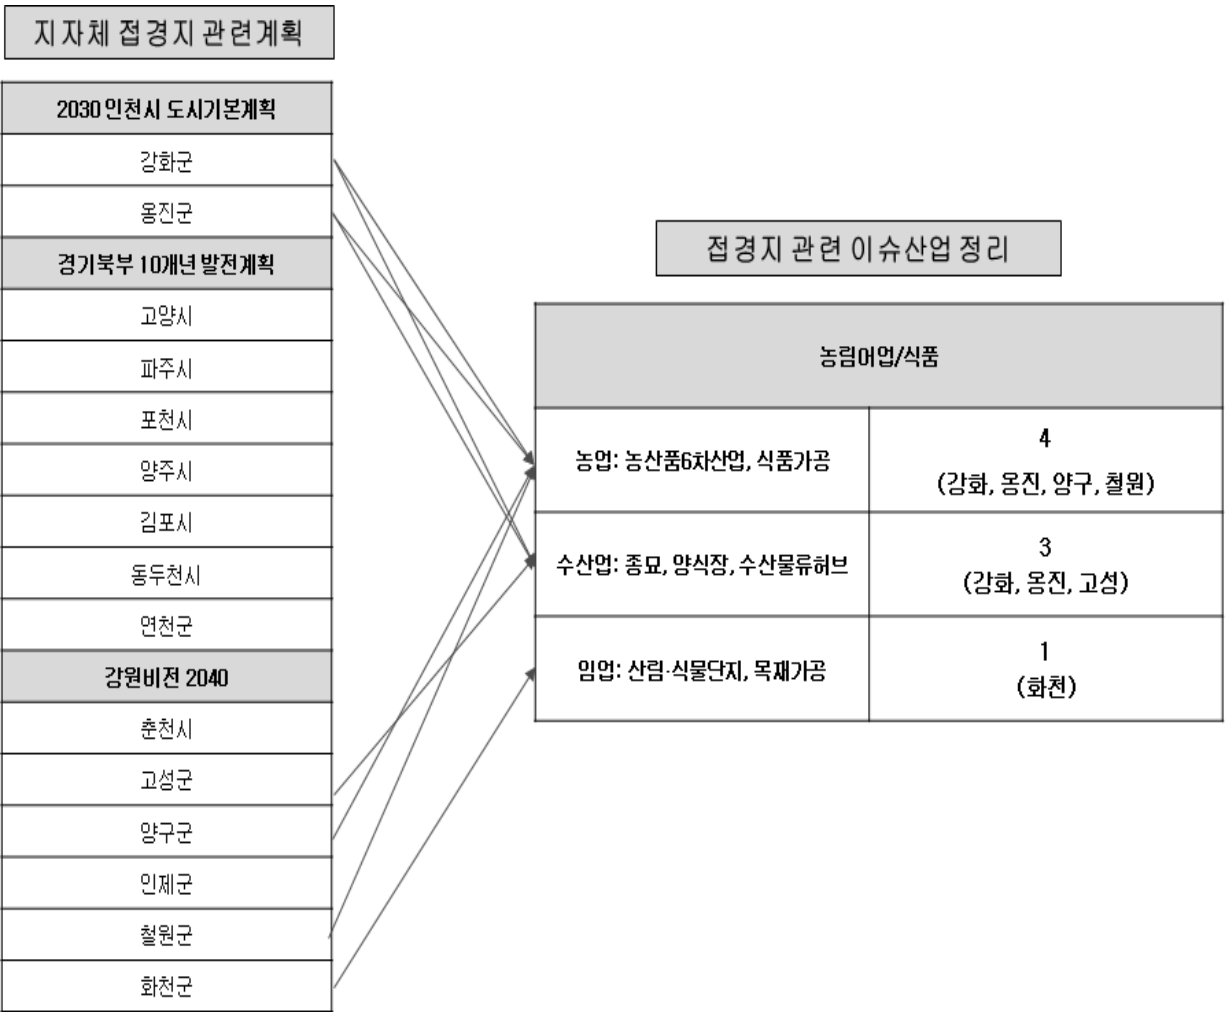 지자체 접경지 관련계획
2030 인천시 도시기본계획
강화군
옹진군
경기북부 10개년 발전계획
고양시
파주시
포천시
양주시
김포시
동두천시
연천군
강원비전 2040
춘천시
고성군
양구군
인제군
철원군
화천군
접경지 관련 이슈산업 정리
농림어업/식품
농업: 농산품6차산업, 식품가공
4
(강화, 옹진, 양구, 철원)
수산업: 종묘, 양식장, 수산물류허브
3
(강화, 옹진, 고성)
임업: 산림·식물단지, 목재가공
1
(화천)